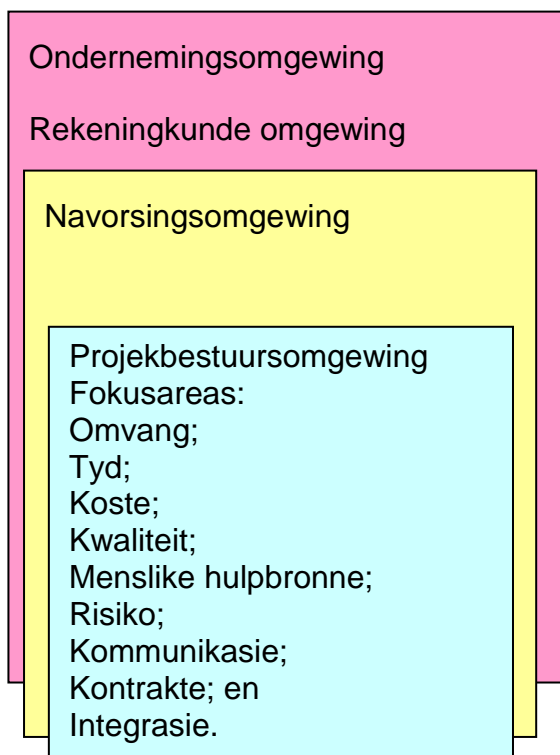 Ondernemingsomgewing
Rekeningkunde omgewing
Navorsingsomgewing
Projekbestuursomgewing
Fokusareas:
Omvang;
Tyd;
Koste;
Kwaliteit;
Menslike hulpbronne;
Risiko;
Kommunikasie;
Kontrakte; en
Integrasie.